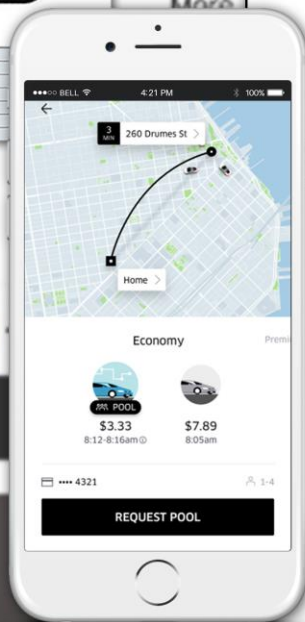 More
BELL 4:21 PM 100%
3 MIN 260 Drumes St >
Home >
Economy Premi
POOL
$3.33 $7.89
8:12-8:16am 8:05am
•••• 4321 1-4
REQUEST POOL